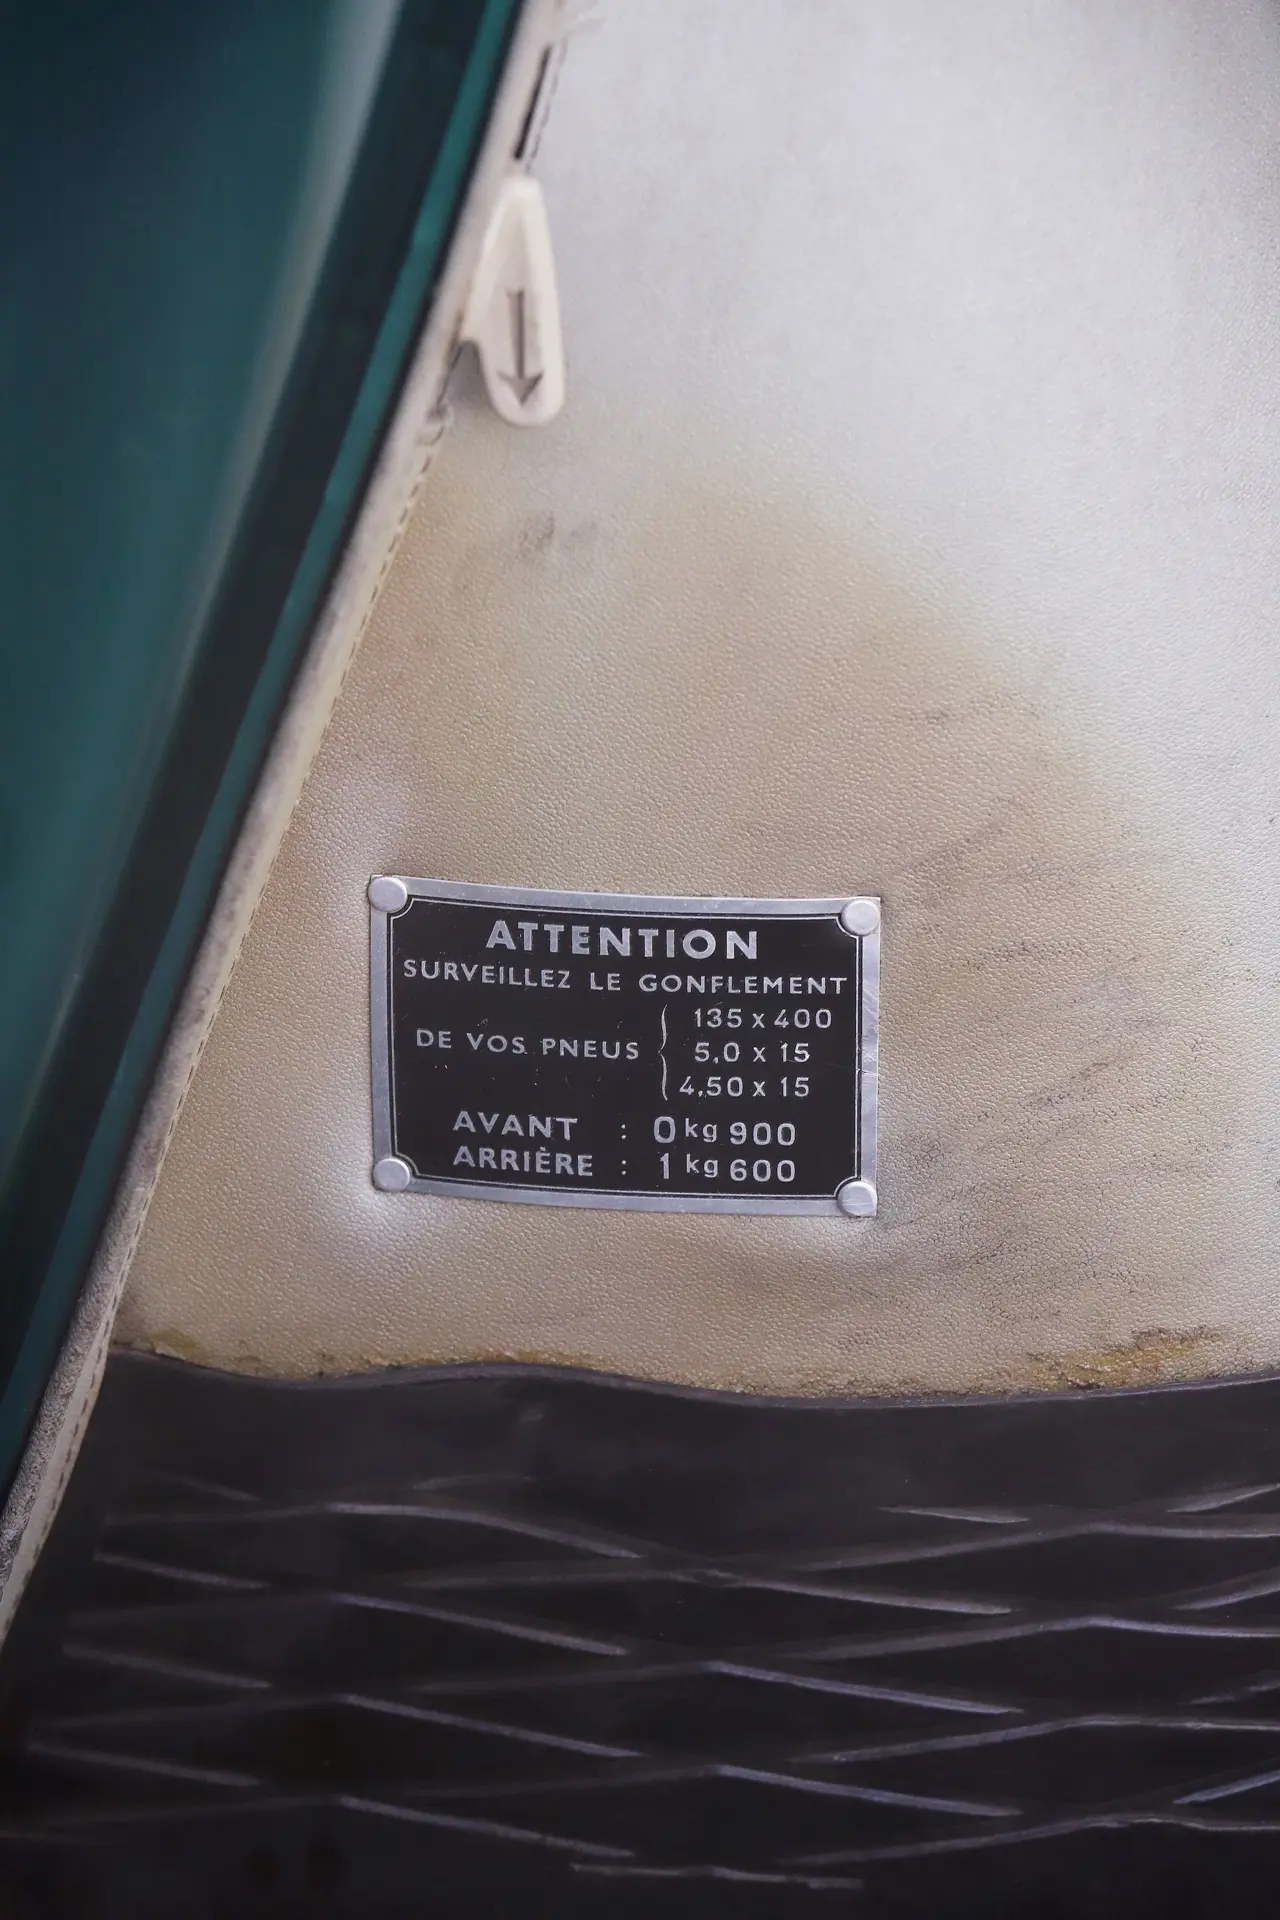 ATTENTION
SURVEILLEZ LE GONFLEMENT
135 x 400
DE VOS PNEUS { 5,0 x 15
4,50 x 15
AVANT : 0 kg 900
ARRIÈRE : 1 kg 600